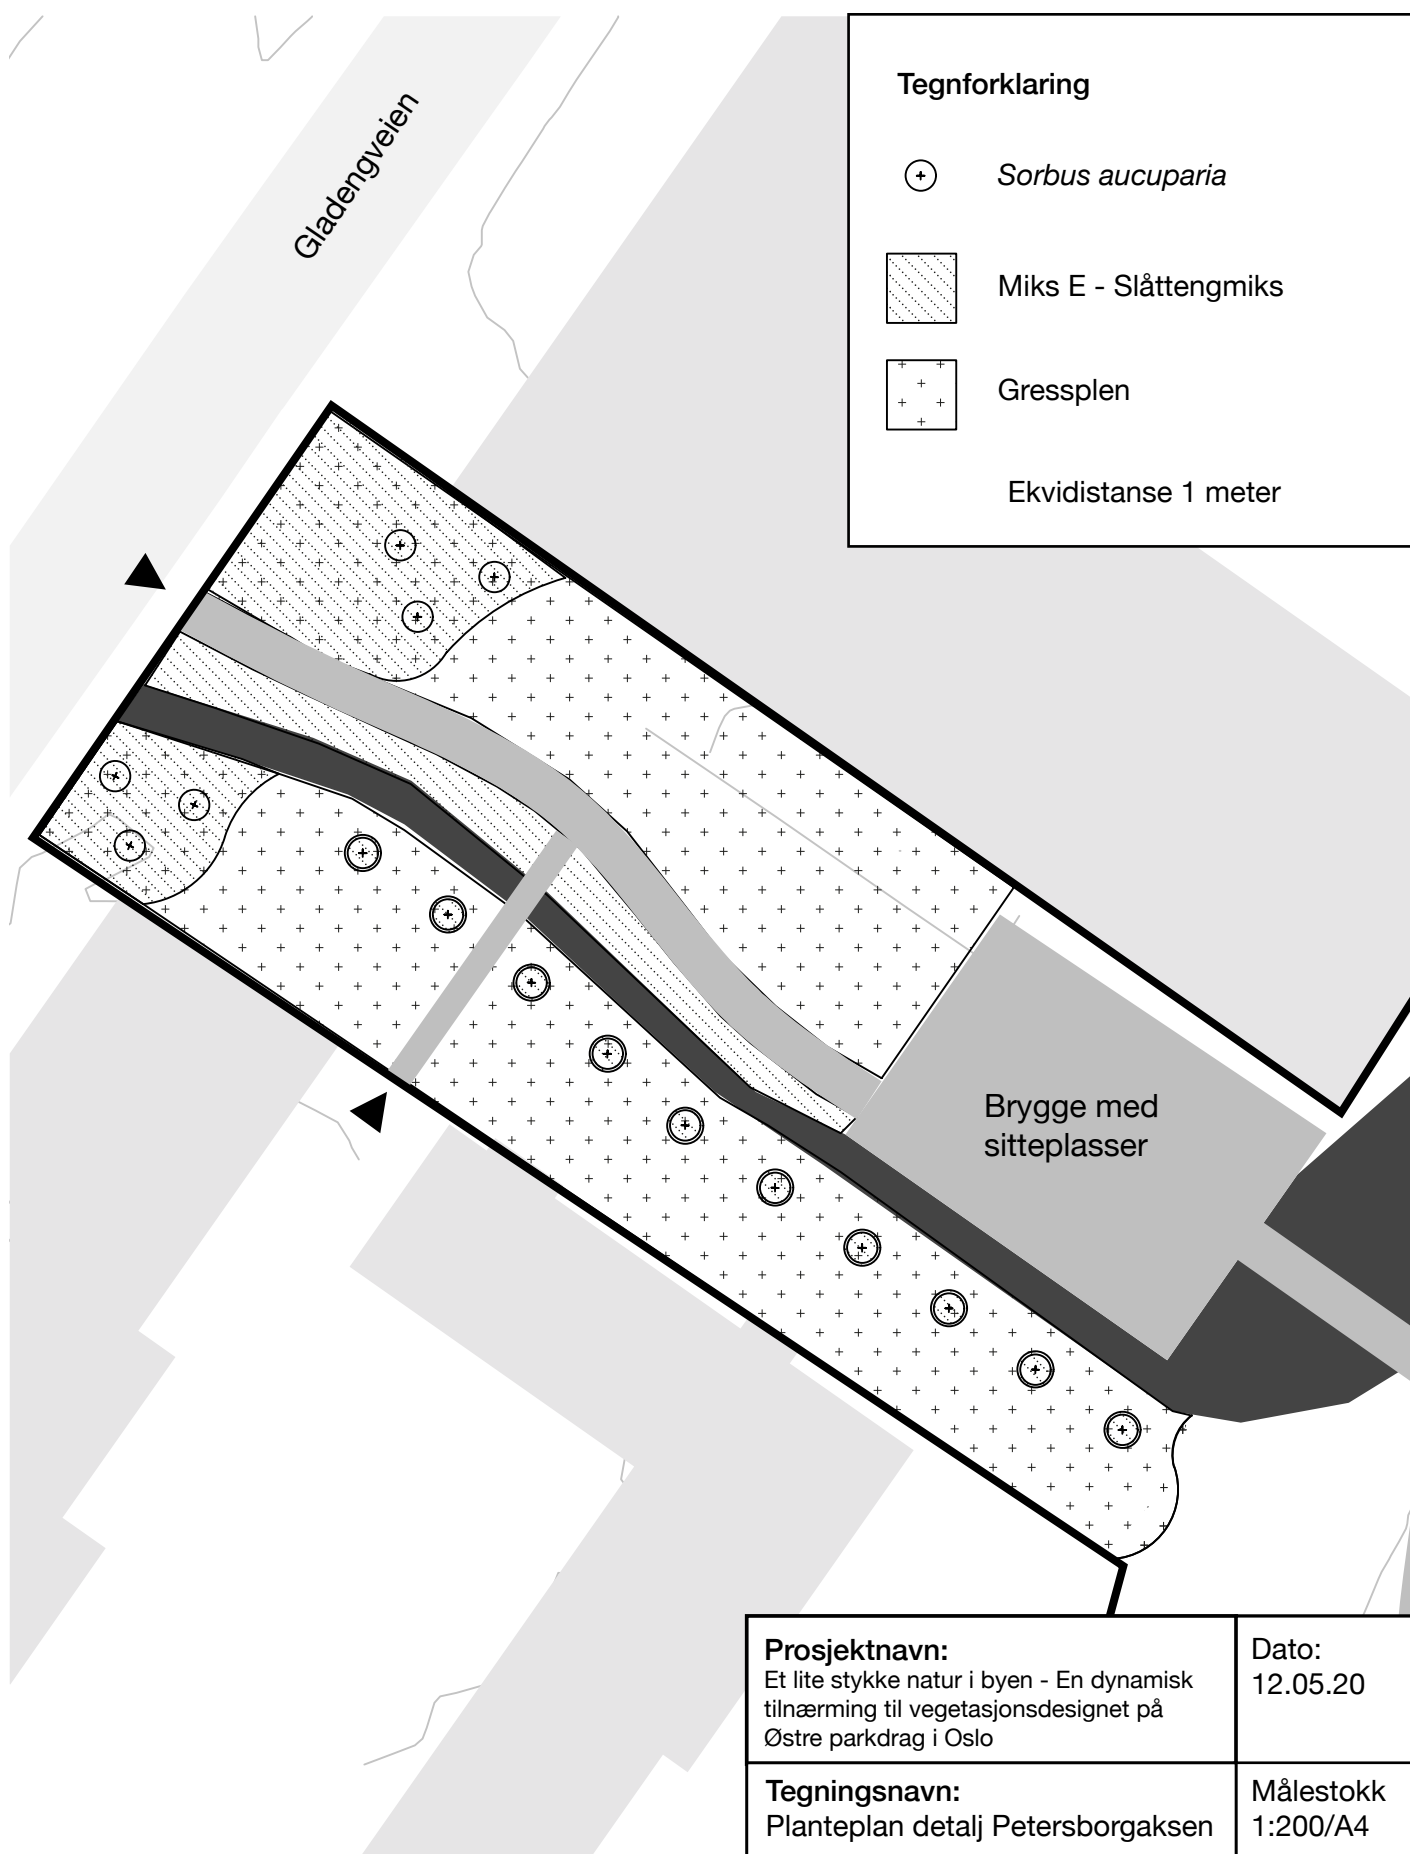 Tegnforklaring
Sorbus aucuparia
Miks E - Slåttengmiks
Gressplen
Ekvidistanse 1 meter
Gladengveien
Brygge med
sitteplasser
Prosjektnavn:
Et lite stykke natur i byen - En dynamisk
tilnærming til vegetasjonsdesignet på
Østre parkdrag i Oslo
Dato:
12.05.20
Tegningsnavn:
Planteplan detalj Petersborgaksen
Målestokk
1:200/A4